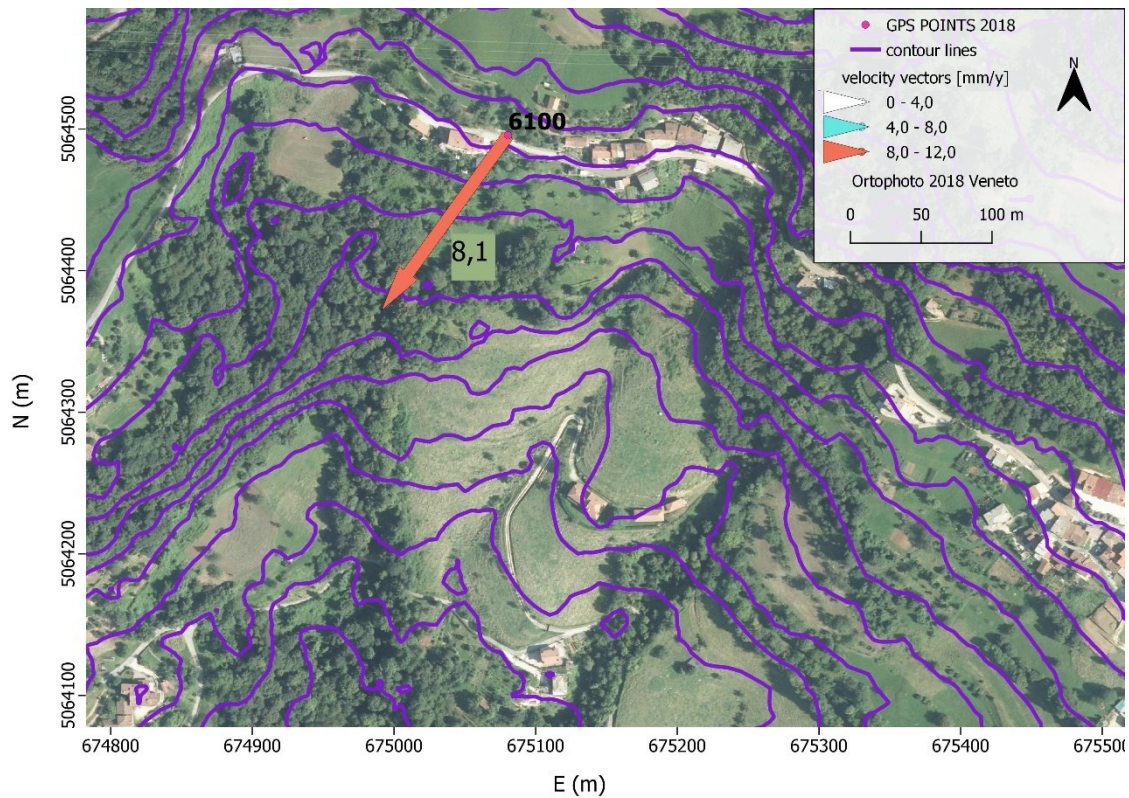 GPS POINTS 2018
contour lines
velocity vectors [mm/y]
0 - 4,0
4,0 - 8,0
8,0 - 12,0
Ortophoto 2018 Veneto
0 50 100 m
N
6100
8,1
N (m)
5064500
5064400
5064300
5064200
5064100
674800 674900 675000 675100 675200 675300 675400 675500
E (m)